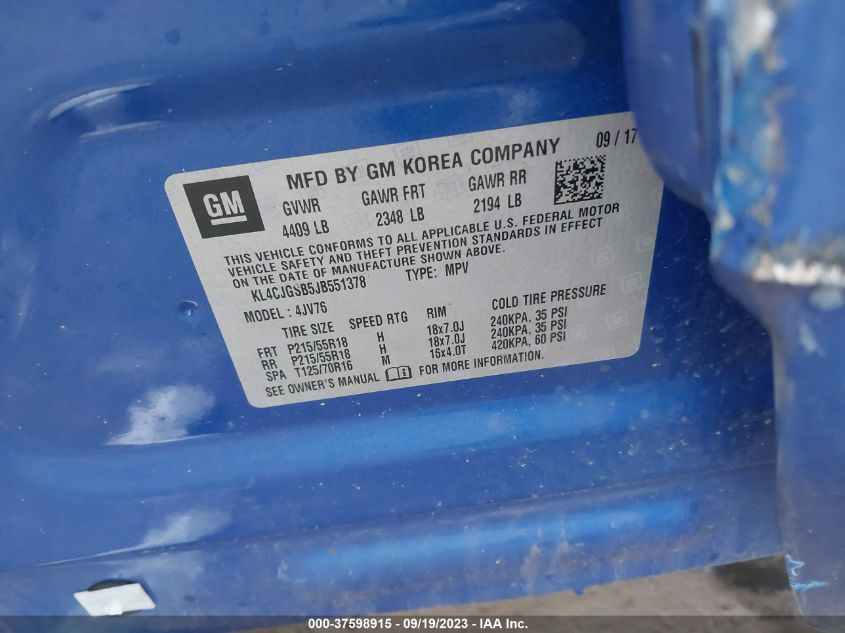 09 / 17
MFD BY GM KOREA COMPANY
GM
GVWR GAWR FRT GAWR RR
4409 LB 2348 LB 2194 LB
THIS VEHICLE CONFORMS TO ALL APPLICABLE U.S. FEDERAL MOTOR
VEHICLE SAFETY AND THEFT PREVENTION STANDARDS IN EFFECT
ON THE DATE OF MANUFACTURE SHOWN ABOVE.
KL4CJGSB5JB551378 TYPE: MPV
MODEL: 4JV76
TIRE SIZE SPEED RTG RIM COLD TIRE PRESSURE
FRT P215/55R18 H 18x7.0J 240KPA, 35 PSI
RR P215/55R18 H 18x7.0J 240KPA, 35 PSI
SPA T125/70R16 M 16x4.0T 420KPA, 60 PSI
SEE OWNER'S MANUAL FOR MORE INFORMATION.
000-37598915 - 09/19/2023 - IAA Inc.